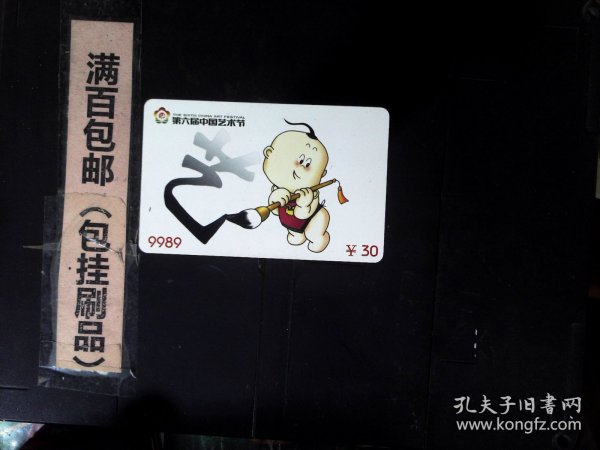 满百包邮（包挂刷品）
THE SIXTH CHINA ART FESTIVAL
第六届中国艺术节
艺
9989
￥30
孔夫子旧书网
www.kongfz.com